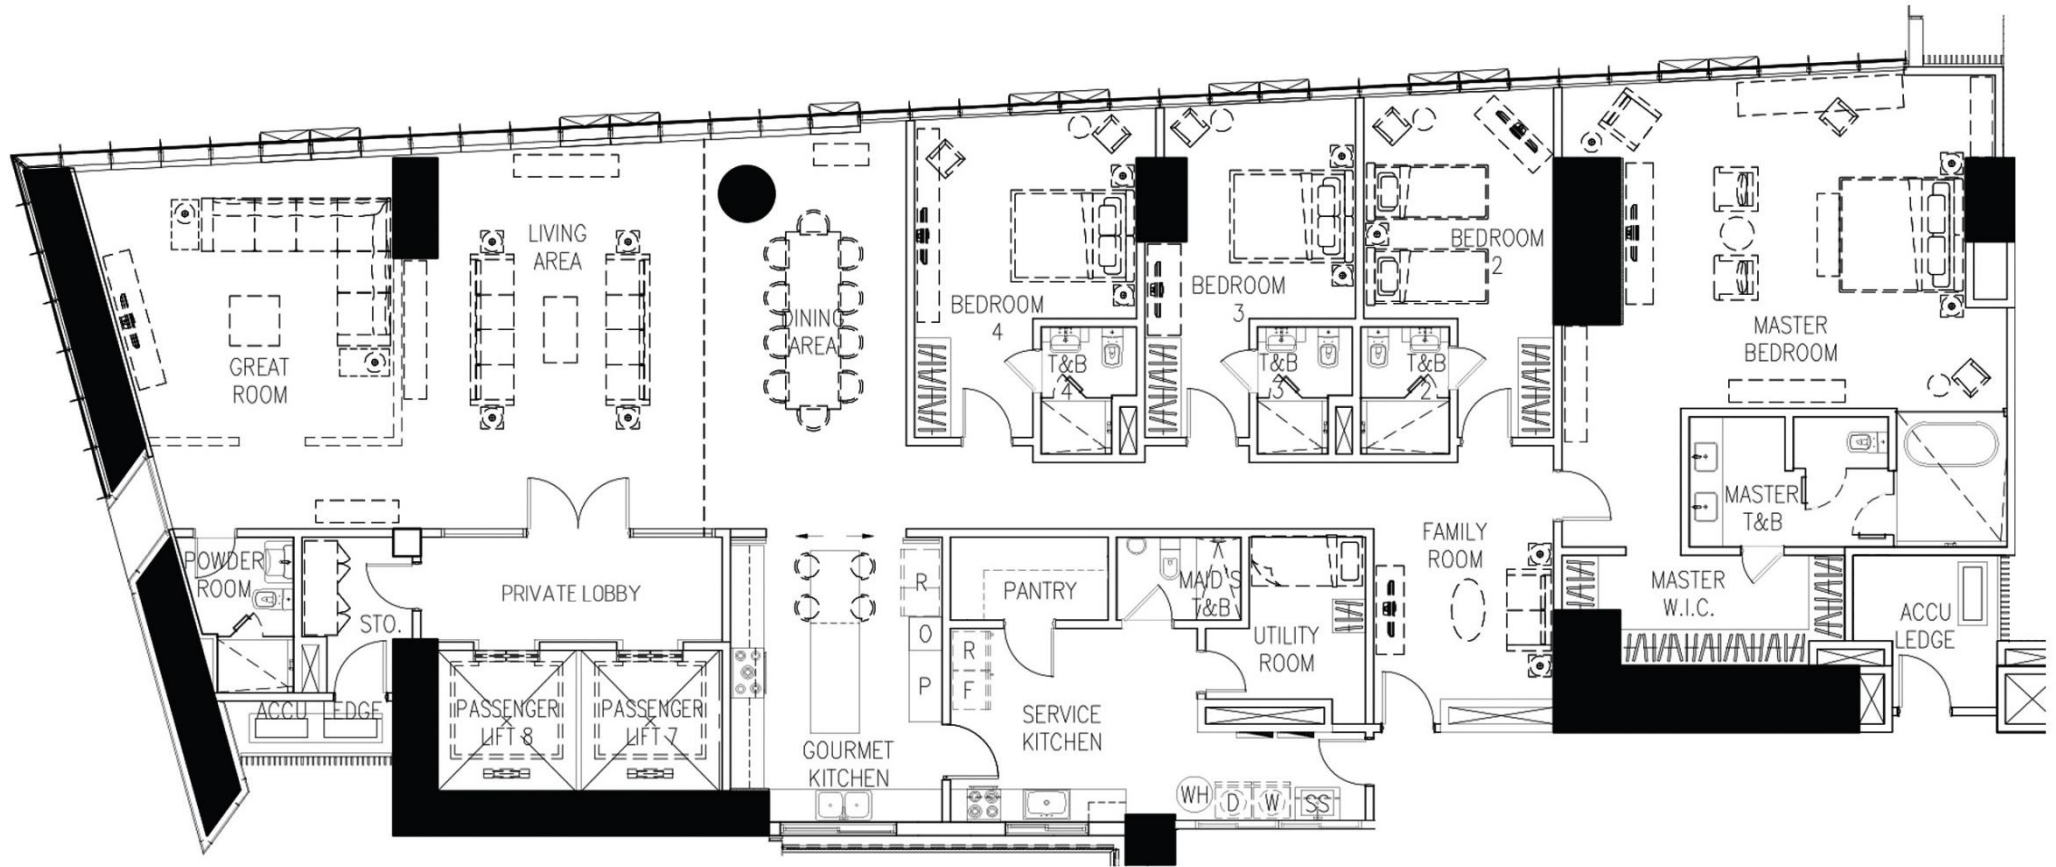 LIVING
AREA
GREAT
ROOM
DINING
AREA
BEDROOM
4
T&B
4
BEDROOM
3
T&B
3
BEDROOM
2
T&B
2
MASTER
BEDROOM
MASTER
T&B
MASTER
W.I.C.
ACCU
LEDGE
FAMILY
ROOM
POWDER
ROOM
STO.
PRIVATE LOBBY
ACCU LEDGE
PASSENGER
LIFT 8
PASSENGER
LIFT 7
GOURMET
KITCHEN
R
O
P
PANTRY
MAID'S
T&B
UTILITY
ROOM
R
F
SERVICE
KITCHEN
WH
D
W
SS